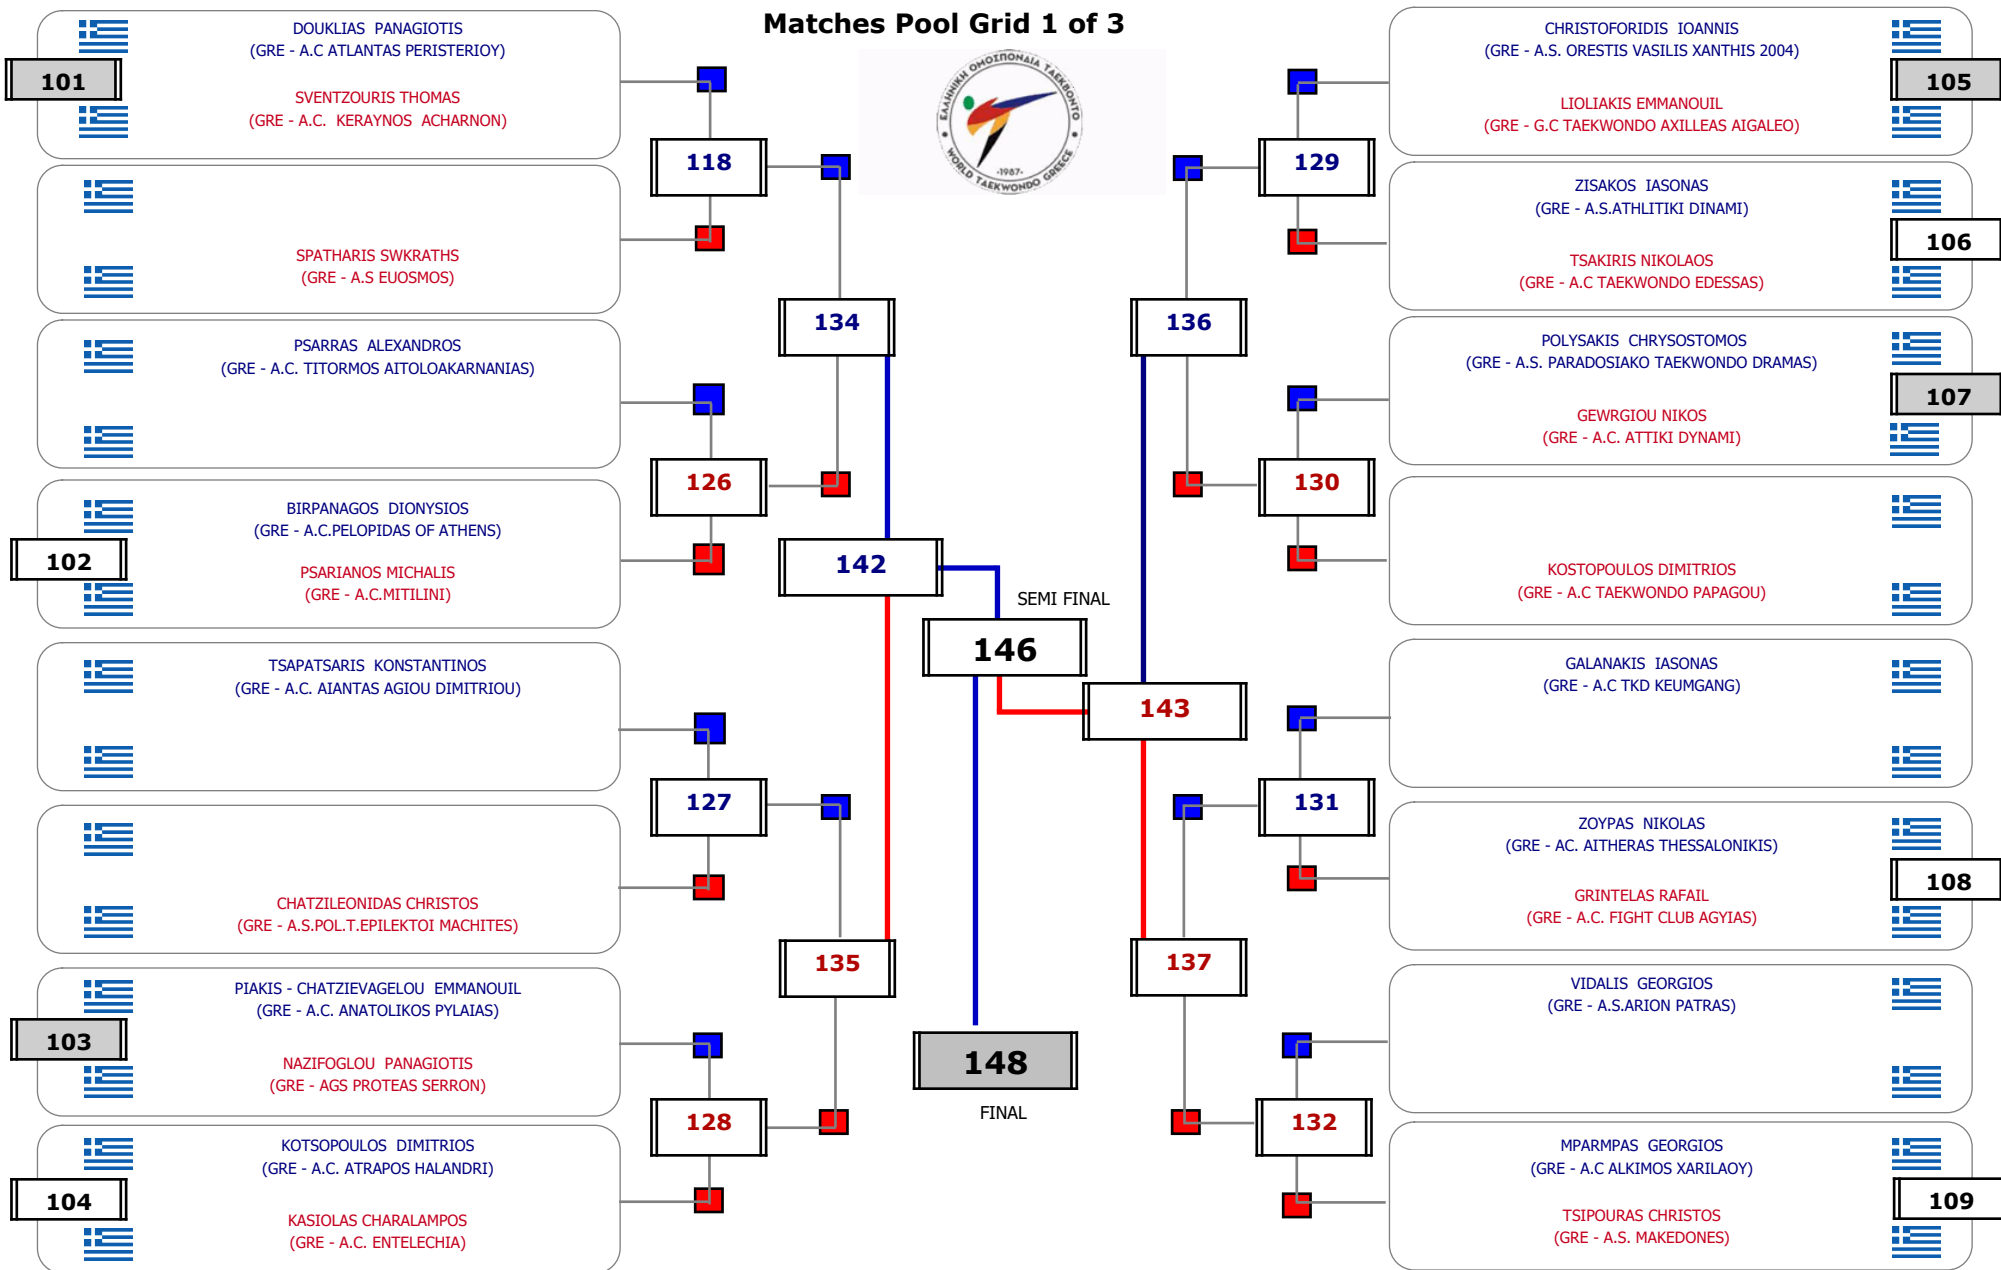 Matches Pool Grid 1 of 3
ΕΛΛΗΝΙΚΗ ΟΜΟΣΠΟΝΔΙΑ ΤΑΕΚΒΟΝΤΟ
-1987-
WORLD TAEKWONDO GREECE
DOUKLIAS PANAGIOTIS
(GRE - A.C ATLANTAS PERISTERIOY)
101
SVENTZOURIS THOMAS
(GRE - A.C. KERAYNOS ACHARNON)
118
SPATHARIS SWKRATHS
(GRE - A.S EUOSMOS)
134
PSARRAS ALEXANDROS
(GRE - A.C. TITORMOS AITOLOAKARNANIAS)
126
BIRPANAGOS DIONYSIOS
(GRE - A.C.PELOPIDAS OF ATHENS)
102
PSARIANOS MICHALIS
(GRE - A.C.MITILINI)
142
TSAPATSARIS KONSTANTINOS
(GRE - A.C. AIANTAS AGIOU DIMITRIOU)
127
CHATZILEONIDAS CHRISTOS
(GRE - A.S.POL.T.EPILEKTOI MACHITES)
135
PIAKIS - CHATZIEVAGELOU EMMANOUIL
(GRE - A.C. ANATOLIKOS PYLAIAS)
103
NAZIFOGLOU PANAGIOTIS
(GRE - AGS PROTEAS SERRON)
128
KOTSOPOULOS DIMITRIOS
(GRE - A.C. ATRAPOS HALANDRI)
104
KASIOLAS CHARALAMPOS
(GRE - A.C. ENTELECHIA)
SEMI FINAL
146
143
148
FINAL
CHRISTOFORIDIS IOANNIS
(GRE - A.S. ORESTIS VASILIS XANTHIS 2004)
105
LIOLIAKIS EMMANOUIL
(GRE - G.C TAEKWONDO AXILLEAS AIGALEO)
129
ZISAKOS IASONAS
(GRE - A.S.ATHLITIKI DINAMI)
106
TSAKIRIS NIKOLAOS
(GRE - A.C TAEKWONDO EDESSAS)
136
POLYSAKIS CHRYSOSTOMOS
(GRE - A.S. PARADOSIAKO TAEKWONDO DRAMAS)
107
GEWRGIOU NIKOS
(GRE - A.C. ATTIKI DYNAMI)
130
KOSTOPOULOS DIMITRIOS
(GRE - A.C TAEKWONDO PAPAGOU)
GALANAKIS IASONAS
(GRE - A.C TKD KEUMGANG)
131
ZOYPAS NIKOLAS
(GRE - AC. AITHERAS THESSALONIKIS)
108
GRINTELAS RAFAIL
(GRE - A.C. FIGHT CLUB AGYIAS)
137
VIDALIS GEORGIOS
(GRE - A.S.ARION PATRAS)
132
MPARMPAS GEORGIOS
(GRE - A.C ALKIMOS XARILAOY)
109
TSIPOURAS CHRISTOS
(GRE - A.S. MAKEDONES)